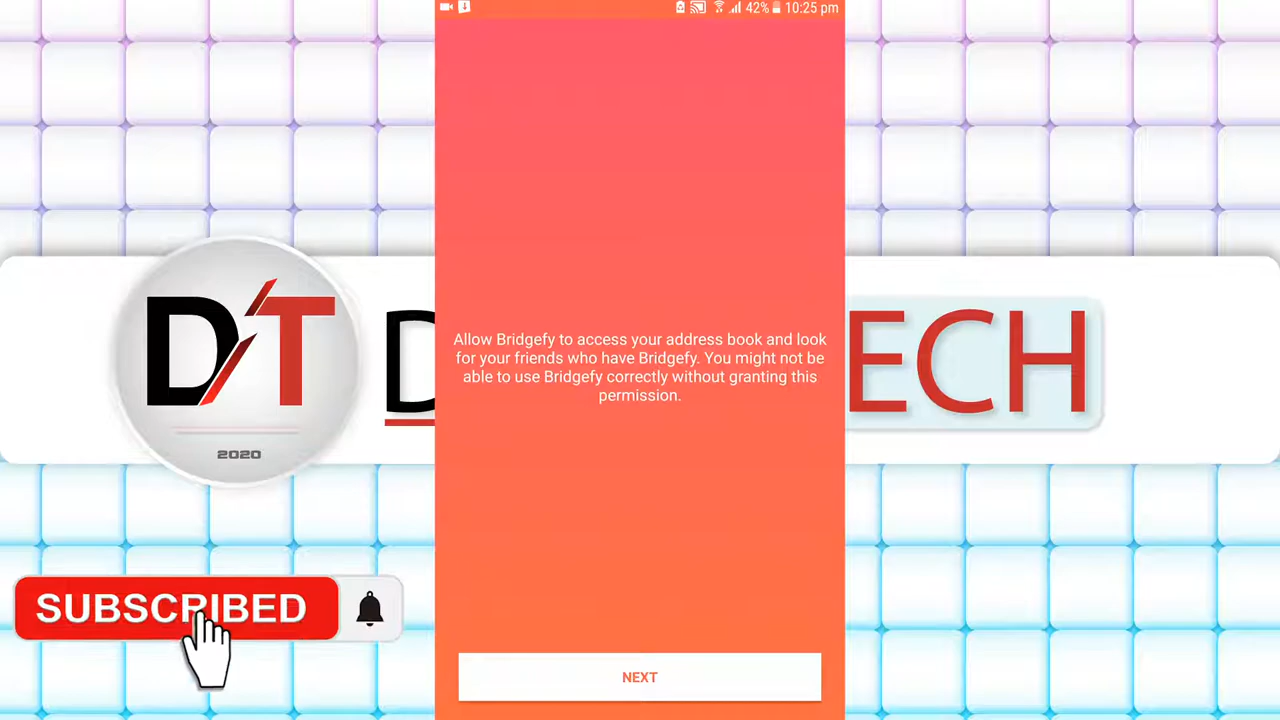 42% 10:25 pm
D/T
D
ECH
2020
Allow Bridgefy to access your address book and look
for your friends who have Bridgefy. You might not be
able to use Bridgefy correctly without granting this
permission.
SUBSCRIBED
NEXT